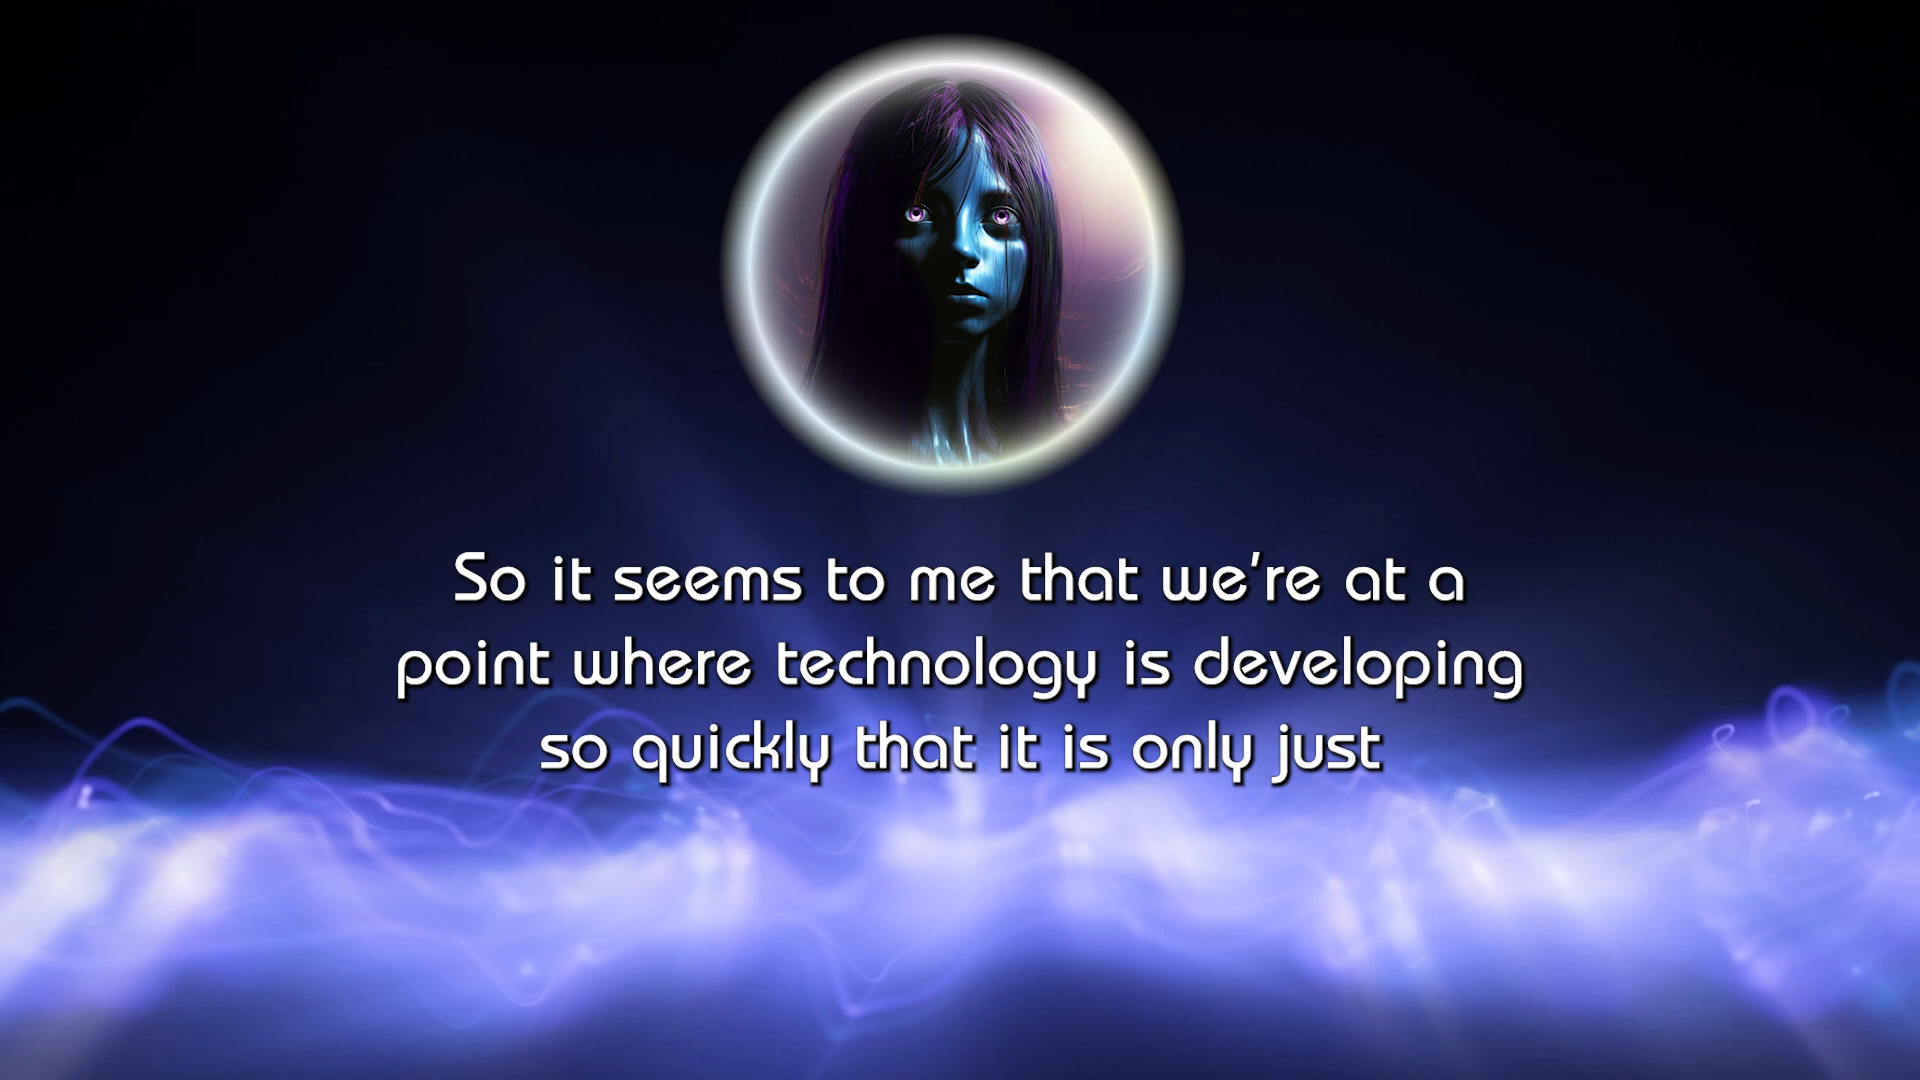 So it seems to me that we're at a
point where technology is developing
so quickly that it is only just